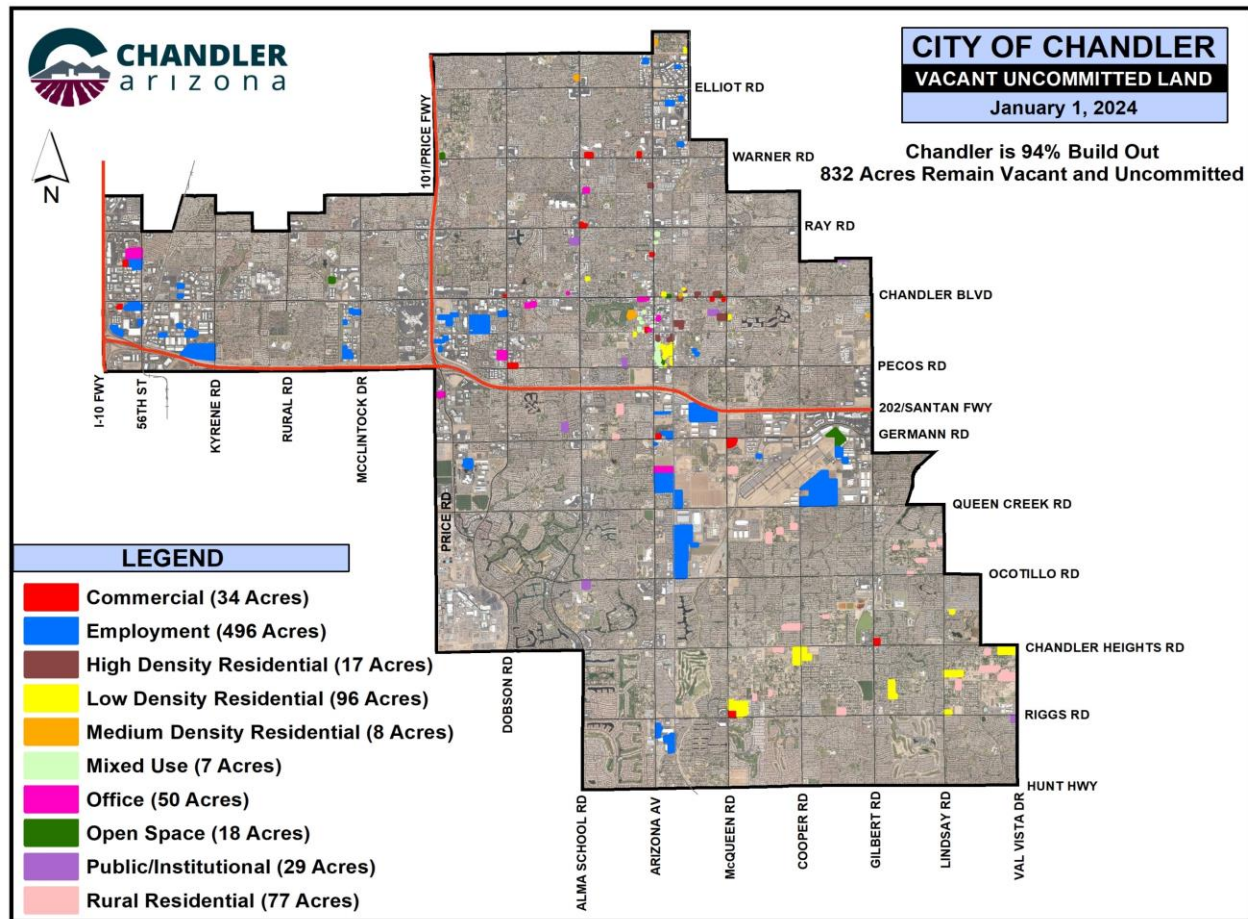 CHANDLER
arizona
N
CITY OF CHANDLER
VACANT UNCOMMITTED LAND
January 1, 2024
Chandler is 94% Build Out
832 Acres Remain Vacant and Uncommitted
101/PRICE FWY
ELLIOT RD
WARNER RD
RAY RD
CHANDLER BLVD
PECOS RD
202/SANTAN FWY
GERMANN RD
QUEEN CREEK RD
OCOTILLO RD
CHANDLER HEIGHTS RD
RIGGS RD
HUNT HWY
I-10 FWY
56TH ST
KYRENE RD
RURAL RD
MCCLINTOCK DR
PRICE RD
DOBSON RD
ALMA SCHOOL RD
ARIZONA AV
McQUEEN RD
COOPER RD
GILBERT RD
LINDSAY RD
VAL VISTA DR
LEGEND
Commercial (34 Acres)
Employment (496 Acres)
High Density Residential (17 Acres)
Low Density Residential (96 Acres)
Medium Density Residential (8 Acres)
Mixed Use (7 Acres)
Office (50 Acres)
Open Space (18 Acres)
Public/Institutional (29 Acres)
Rural Residential (77 Acres)